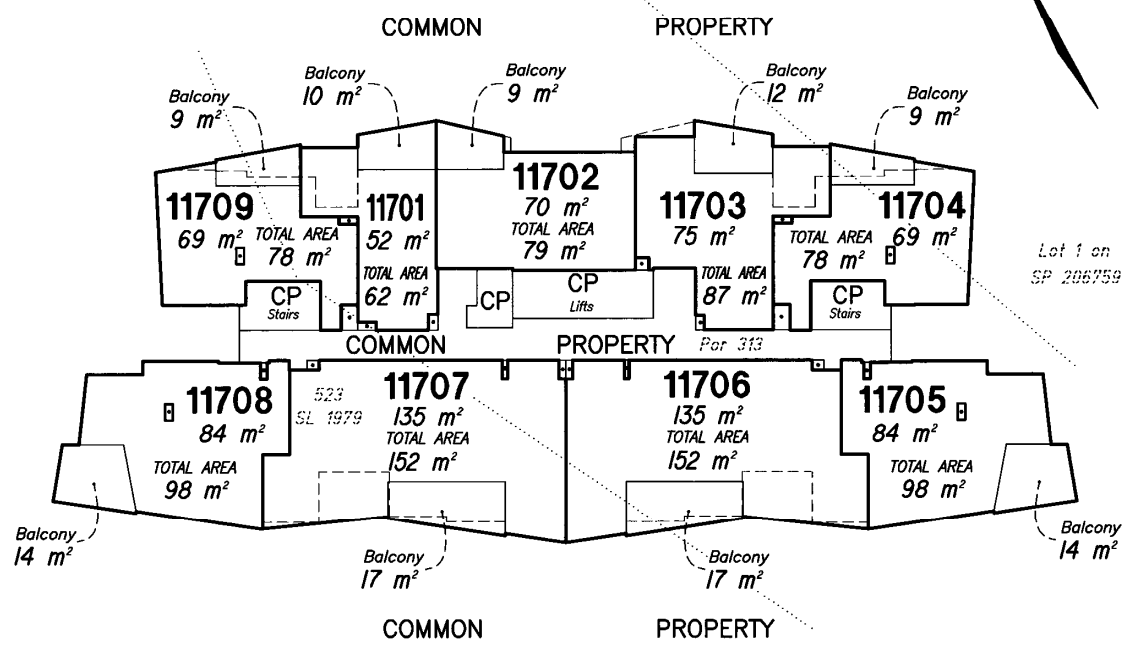 COMMON PROPERTY
Balcony
10 m²
Balcony
9 m²
Balcony
12 m²
Balcony
9 m²
Balcony
9 m²
11709
69 m²
TOTAL AREA
78 m²
11701
52 m²
TOTAL AREA
62 m²
11702
70 m²
TOTAL AREA
79 m²
11703
75 m²
TOTAL AREA
87 m²
11704
69 m²
TOTAL AREA
78 m²
Lot 1 on
SP 206759
CP
Stairs
CP
CP
Lifts
CP
Stairs
COMMON PROPERTY
Por 313
11708
84 m²
TOTAL AREA
98 m²
523
SL 1979
11707
135 m²
TOTAL AREA
152 m²
11706
135 m²
TOTAL AREA
152 m²
11705
84 m²
TOTAL AREA
98 m²
Balcony
14 m²
Balcony
17 m²
Balcony
17 m²
Balcony
14 m²
COMMON PROPERTY